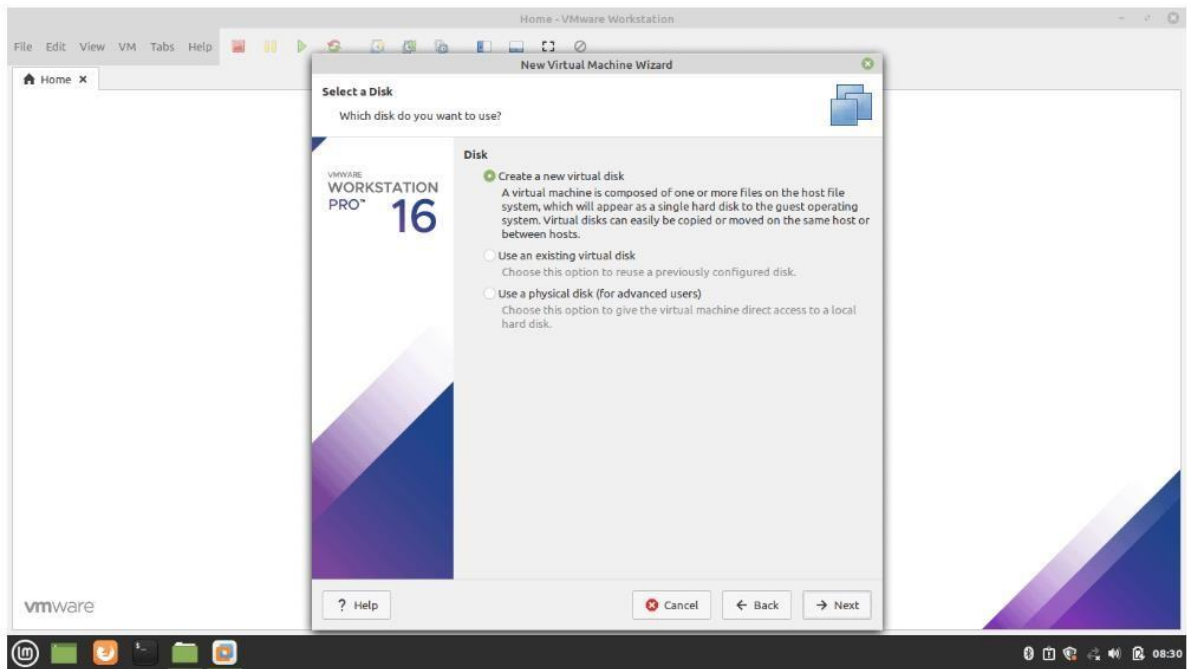 Home - VMware Workstation
File Edit View VM Tabs Help
Home
New Virtual Machine Wizard
Select a Disk
Which disk do you want to use?
VMWARE
WORKSTATION
PRO™ 16
Disk
Create a new virtual disk
A virtual machine is composed of one or more files on the host file
system, which will appear as a single hard disk to the guest operating
system. Virtual disks can easily be copied or moved on the same host or
between hosts.
Use an existing virtual disk
Choose this option to reuse a previously configured disk.
Use a physical disk (for advanced users)
Choose this option to give the virtual machine direct access to a local
hard disk.
? Help
Cancel
Back
Next
vmware
08:30